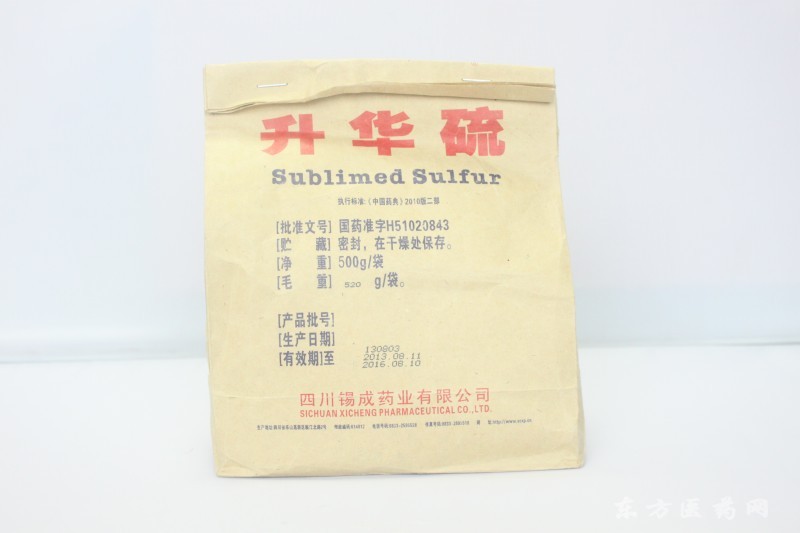 升华硫
Sublimed Sulfur
执行标准:《中国药典》2010版二部
[批准文号] 国药准字H51020843
[贮 藏] 密封，在干燥处保存。
[净 重] 500g/袋
[毛 重] 520 g/袋。
[产品批号]
130803
[生产日期]
2013.08.11
[有效期]至
2016.08.10
四川锡成药业有限公司
SICHUAN XICHENG PHARMACEUTICAL CO.,LTD.
东方医药网